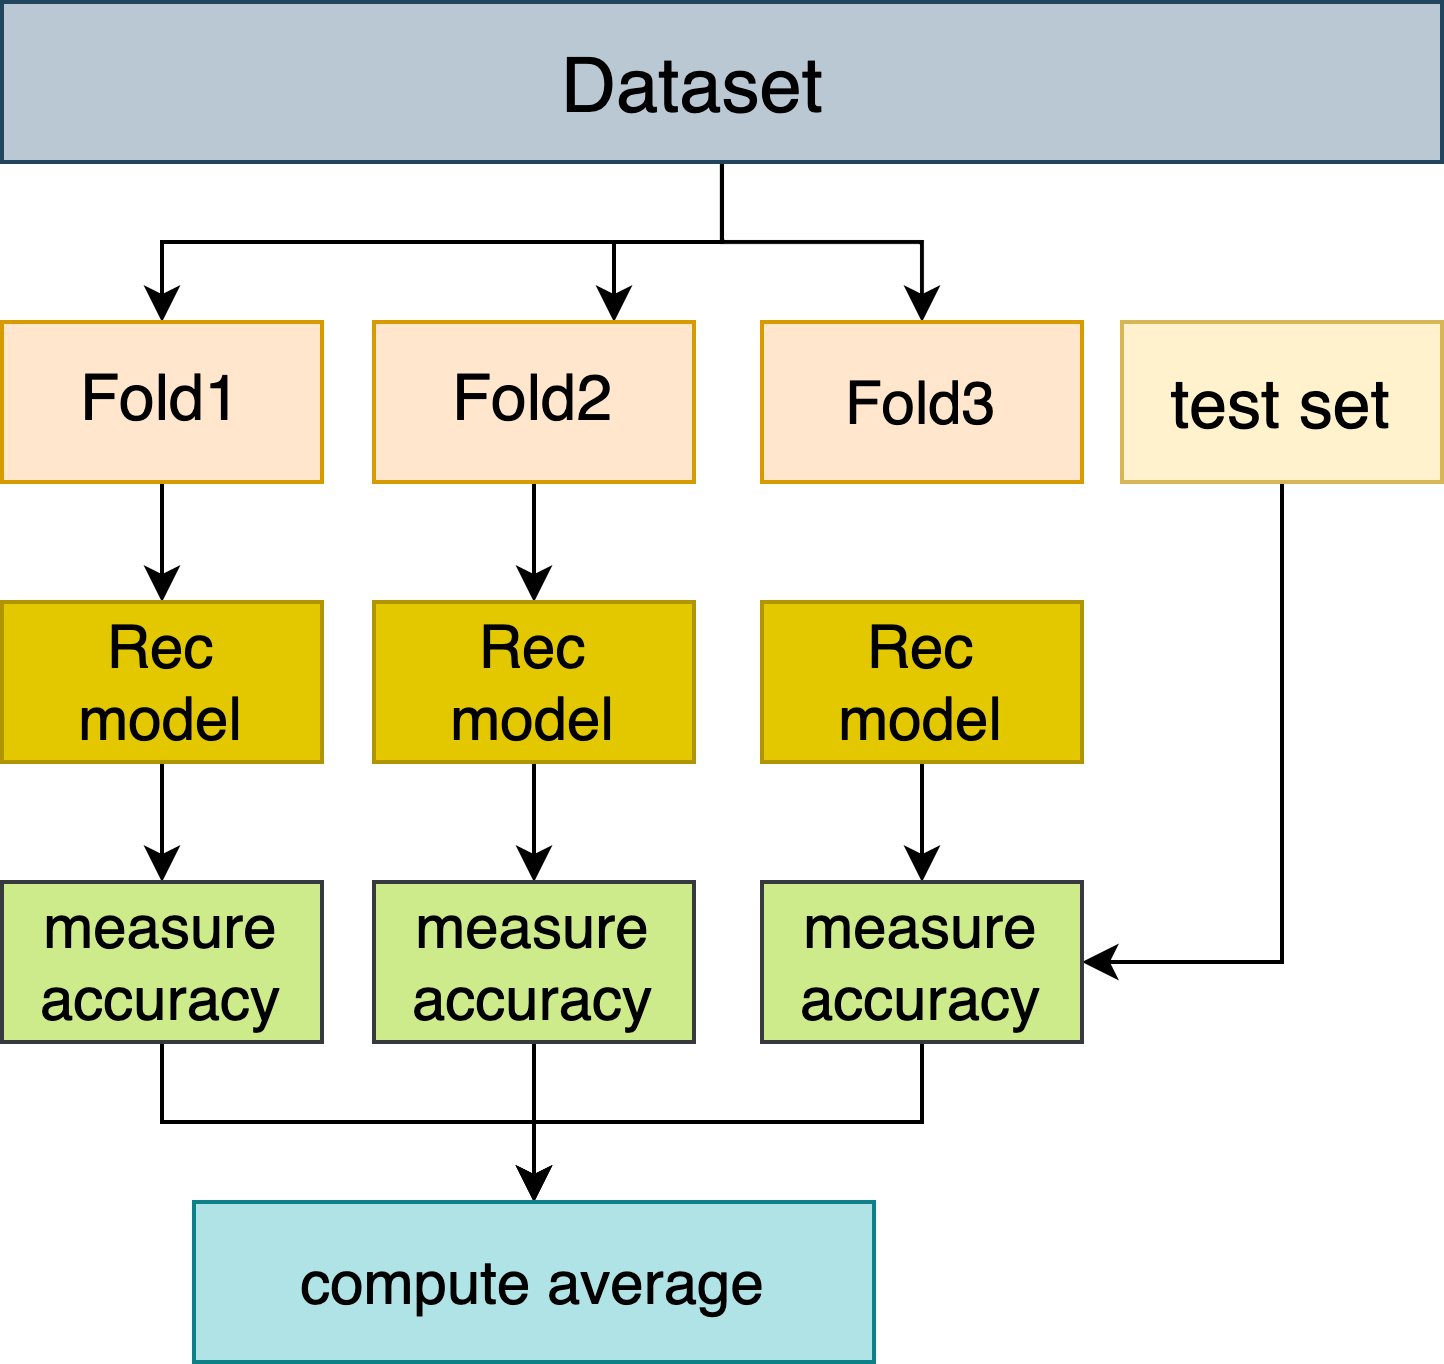 Dataset
Fold1
Fold2
Fold3
test set
Rec
model
Rec
model
Rec
model
measure
accuracy
measure
accuracy
measure
accuracy
compute average